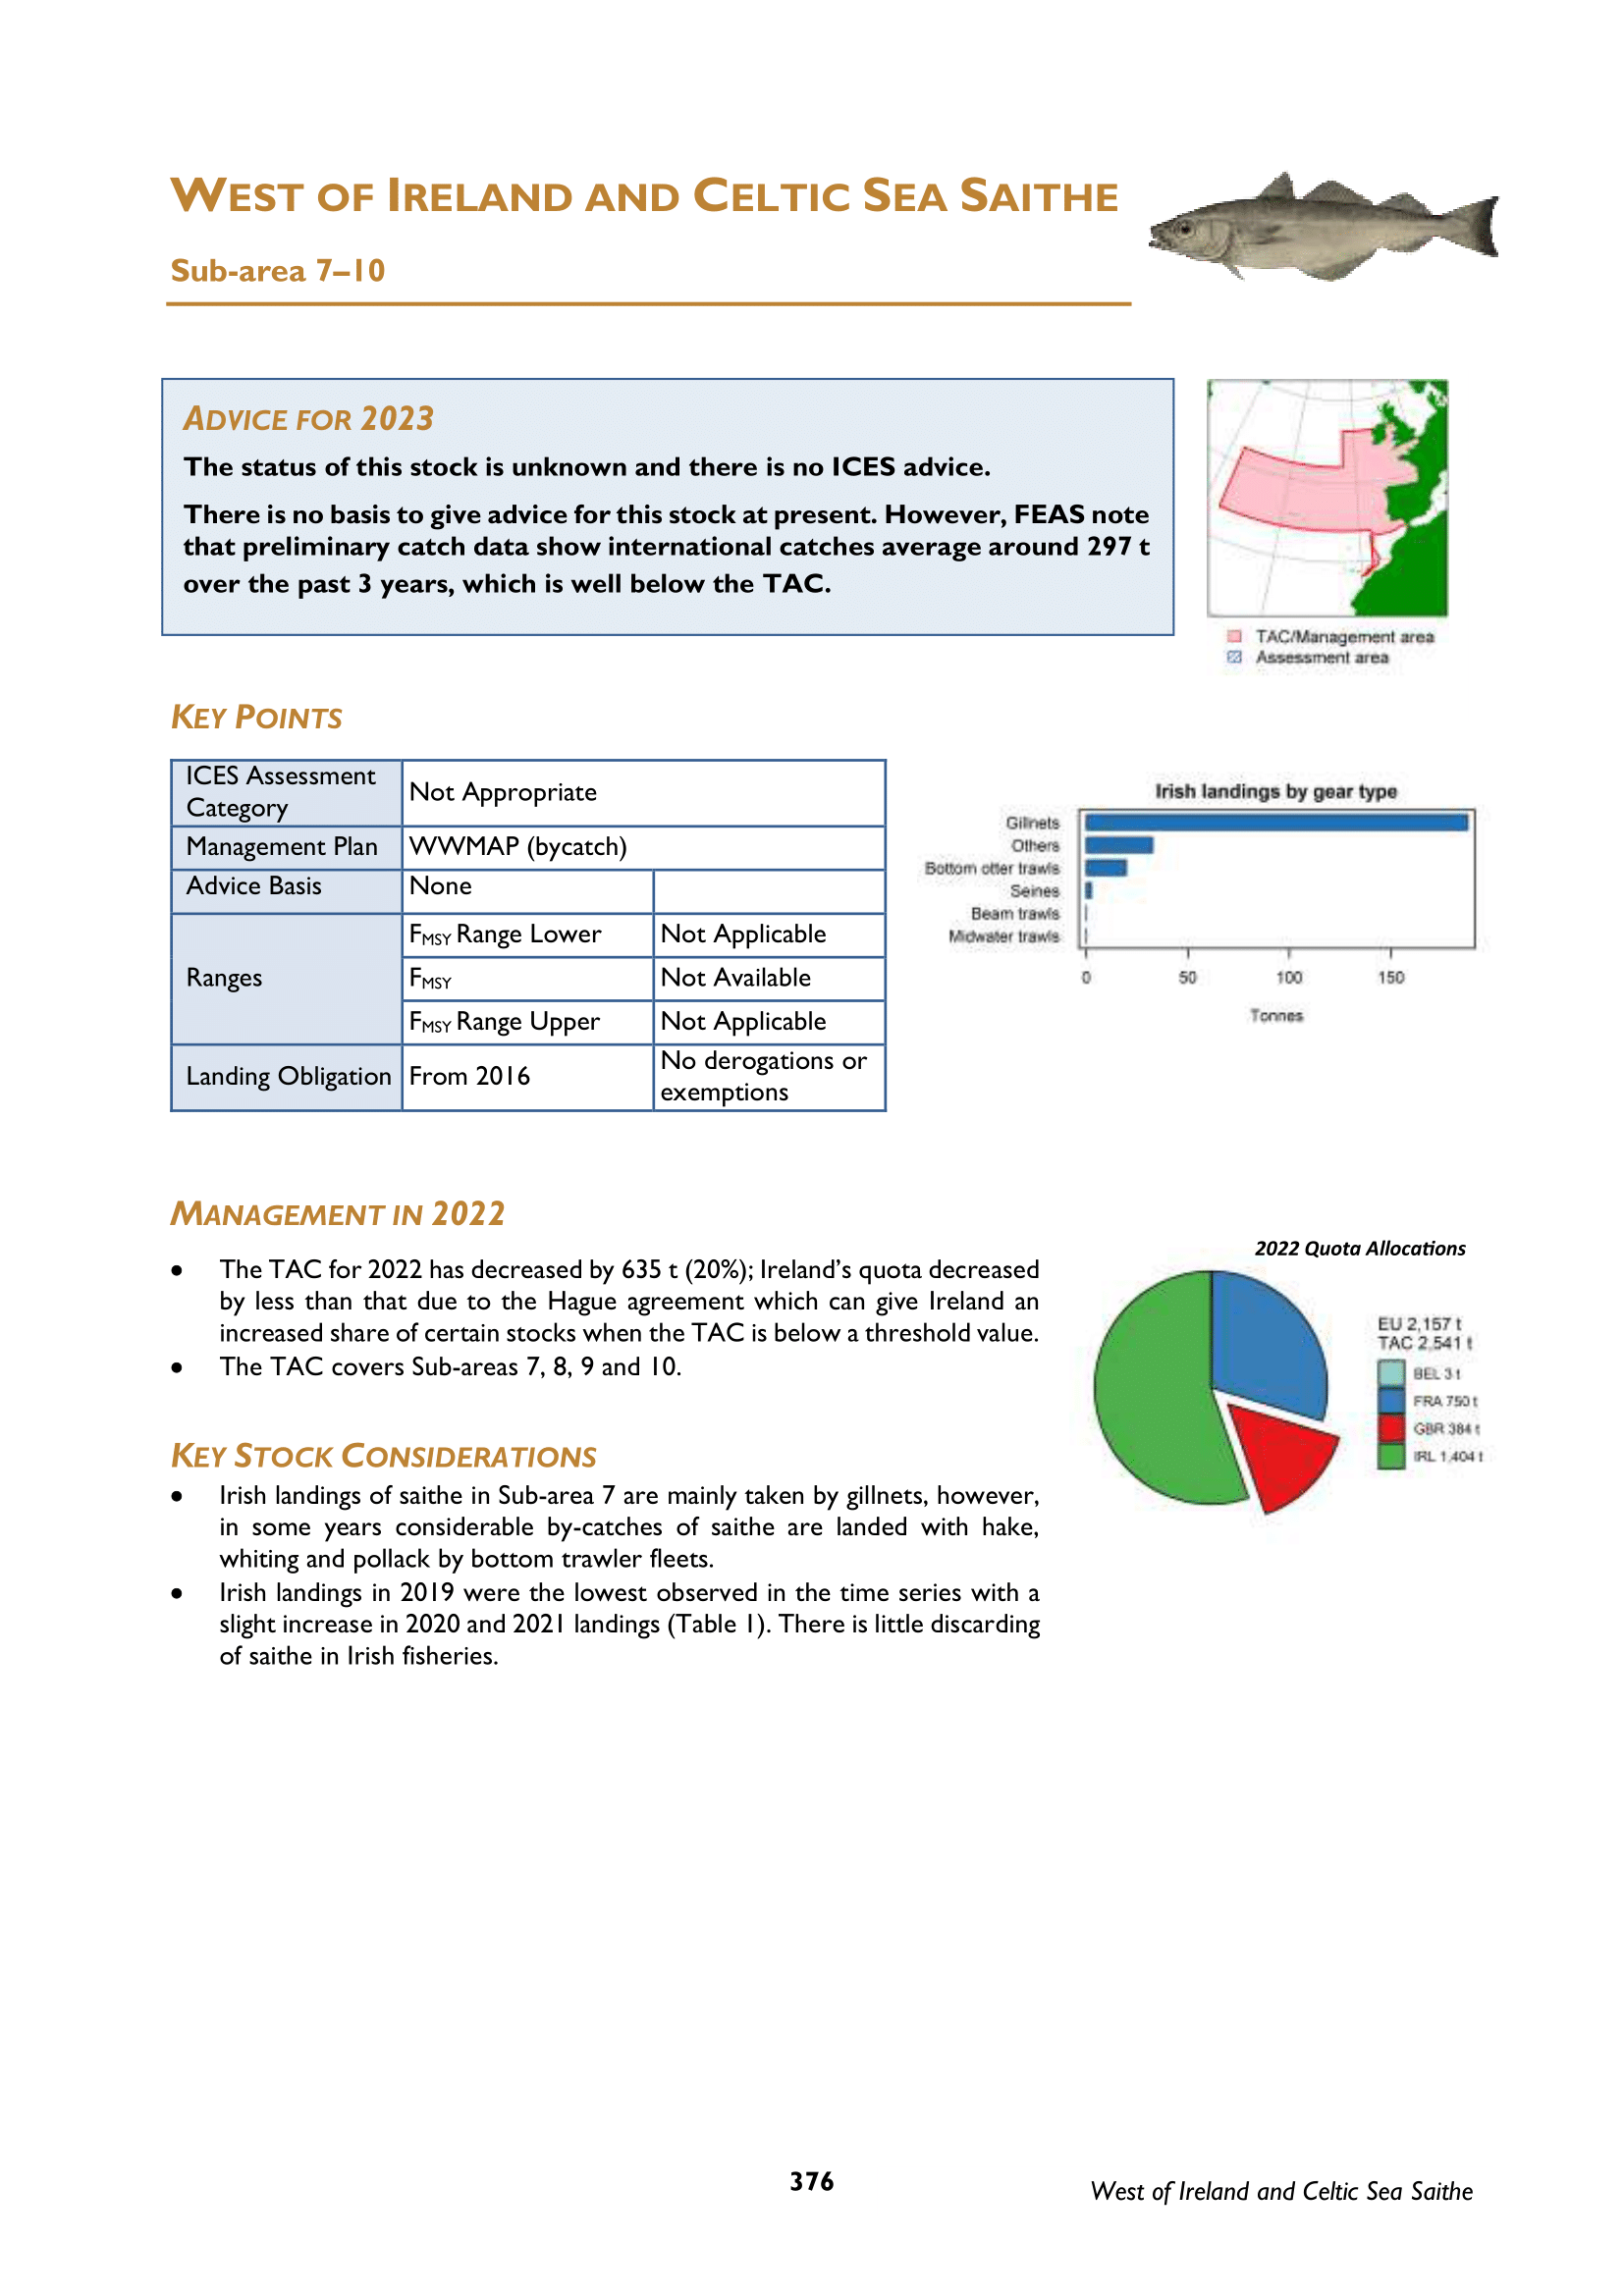 WEST OF IRELAND AND CELTIC SEA SAITHE
Sub-area 7–10
ADVICE FOR 2023
The status of this stock is unknown and there is no ICES advice.
There is no basis to give advice for this stock at present. However, FEAS note
that preliminary catch data show international catches average around 297 t
over the past 3 years, which is well below the TAC.
TAC/Management area
Assessment area
KEY POINTS
ICES Assessment
Category
Not Appropriate
Management Plan
WWMAP (bycatch)
Advice Basis
None
Ranges
FMSY Range Lower
Not Applicable
FMSY
Not Available
FMSY Range Upper
Not Applicable
Landing Obligation
From 2016
No derogations or
exemptions
Irish landings by gear type
Gillnets
Others
Bottom otter trawls
Seines
Beam trawls
Midwater trawls
0 50 100 150
Tonnes
MANAGEMENT IN 2022
• The TAC for 2022 has decreased by 635 t (20%); Ireland’s quota decreased
by less than that due to the Hague agreement which can give Ireland an
increased share of certain stocks when the TAC is below a threshold value.
• The TAC covers Sub-areas 7, 8, 9 and 10.
2022 Quota Allocations
EU 2,157 t
TAC 2,541 t
BEL 3 t
FRA 750 t
GBR 384 t
IRL 1,404 t
KEY STOCK CONSIDERATIONS
• Irish landings of saithe in Sub-area 7 are mainly taken by gillnets, however,
in some years considerable by-catches of saithe are landed with hake,
whiting and pollack by bottom trawler fleets.
• Irish landings in 2019 were the lowest observed in the time series with a
slight increase in 2020 and 2021 landings (Table 1). There is little discarding
of saithe in Irish fisheries.
376
West of Ireland and Celtic Sea Saithe